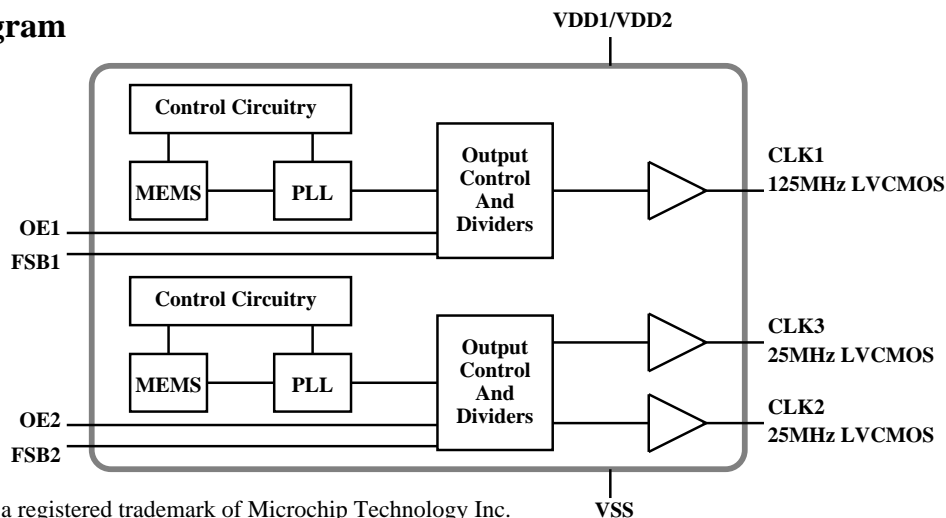 gram
VDD1/VDD2
Control Circuitry
MEMS
PLL
Output
Control
And
Dividers
CLK1
125MHz LVCMOS
OE1
FSB1
Control Circuitry
MEMS
PLL
Output
Control
And
Dividers
CLK3
25MHz LVCMOS
CLK2
25MHz LVCMOS
OE2
FSB2
VSS
a registered trademark of Microchip Technology Inc.